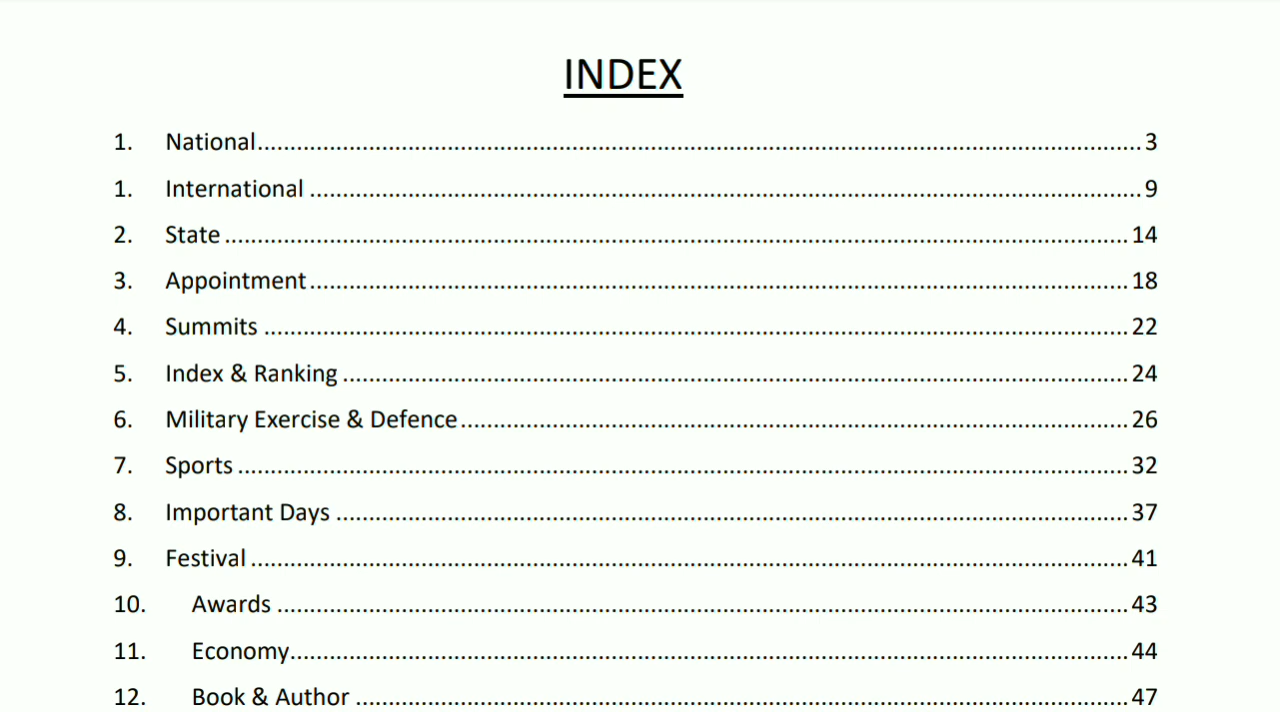 INDEX
1. National.......................................................................................................................................3
1. International ...............................................................................................................................9
2. State ..........................................................................................................................................14
3. Appointment.............................................................................................................................18
4. Summits ....................................................................................................................................22
5. Index & Ranking ........................................................................................................................24
6. Military Exercise & Defence......................................................................................................26
7. Sports ........................................................................................................................................32
8. Important Days .........................................................................................................................37
9. Festival ......................................................................................................................................41
10. Awards ..................................................................................................................................43
11. Economy................................................................................................................................44
12. Book & Author ......................................................................................................................47